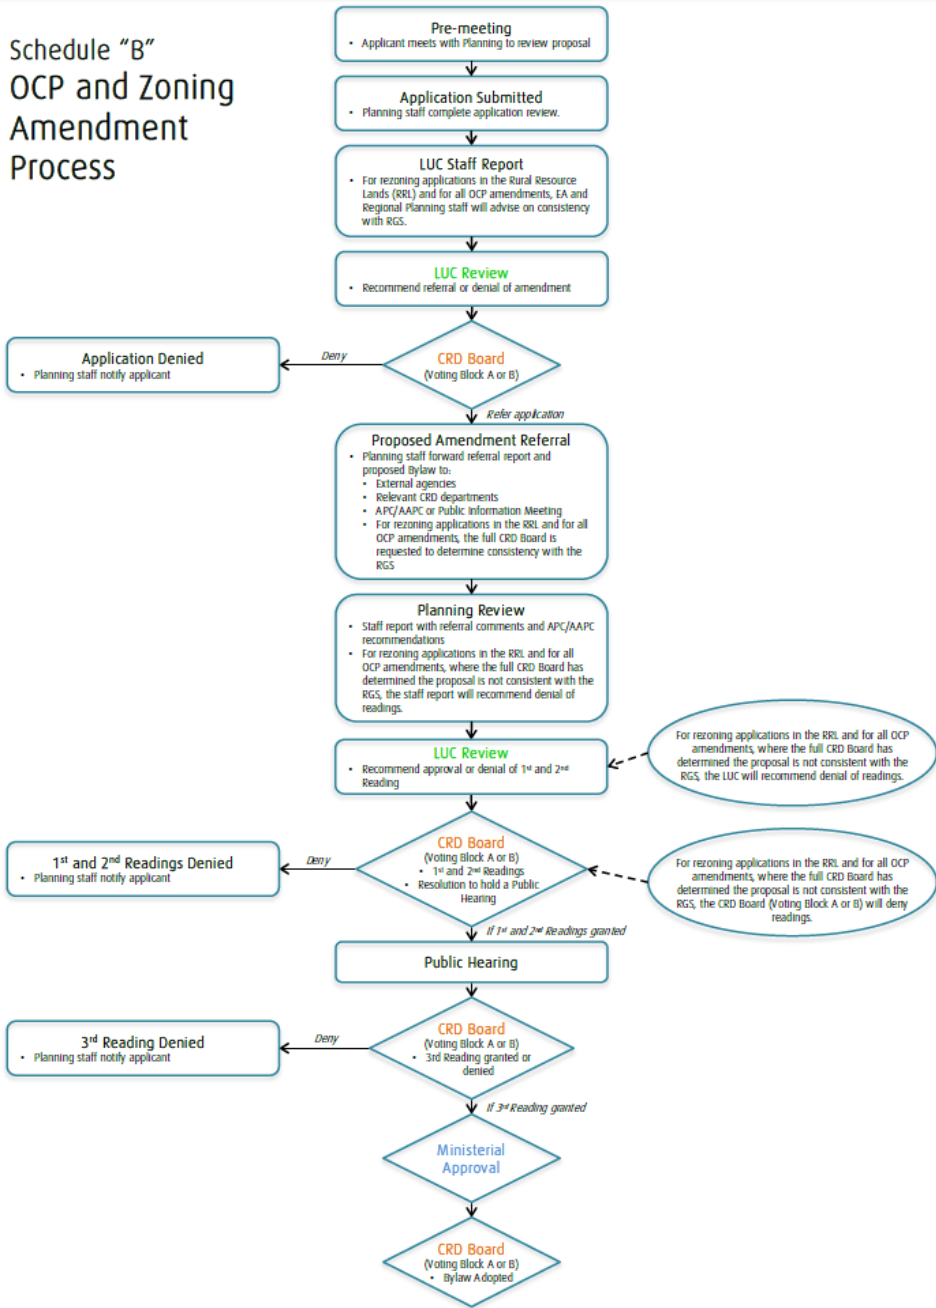 Schedule “B”
OCP and Zoning
Amendment
Process
Pre-meeting
• Applicant meets with Planning to review proposal
Application Submitted
• Planning staff complete application review.
LUC Staff Report
• For rezoning applications in the Rural Resource
Lands (RRL) and for all OCP amendments, EA and
Regional Planning staff will advise on consistency
with RGS.
LUC Review
• Recommend referral or denial of amendment
CRD Board
(Voting Block A or B)
Deny
Application Denied
• Planning staff notify applicant
Refer application
Proposed Amendment Referral
• Planning staff forward referral report and
proposed Bylaw to:
• External agencies
• Relevant CRD departments
• APC/AAPC or Public Information Meeting
• For rezoning applications in the RRL and for all
OCP amendments, the full CRD Board is
requested to determine consistency with the
RGS
Planning Review
• Staff report with referral comments and APC/AAPC
recommendations
• For rezoning applications in the RRL and for all
OCP amendments, where the full CRD Board has
determined the proposal is not consistent with the
RGS, the staff report will recommend denial of
readings.
LUC Review
• Recommend approval or denial of 1st and 2nd
Reading
For rezoning applications in the RRL and for all OCP
amendments, where the full CRD Board has
determined the proposal is not consistent with the
RGS, the LUC will recommend denial of readings.
CRD Board
(Voting Block A or B)
• 1st and 2nd Readings
• Resolution to hold a Public
Hearing
Deny
1st and 2nd Readings Denied
• Planning staff notify applicant
For rezoning applications in the RRL and for all OCP
amendments, where the full CRD Board has
determined the proposal is not consistent with the
RGS, the CRD Board (Voting Block A or B) will deny
readings.
If 1st and 2nd Readings granted
Public Hearing
CRD Board
(Voting Block A or B)
• 3rd Reading granted or
denied
Deny
3rd Reading Denied
• Planning staff notify applicant
If 3rd Reading granted
Ministerial
Approval
CRD Board
(Voting Block A or B)
• Bylaw Adopted